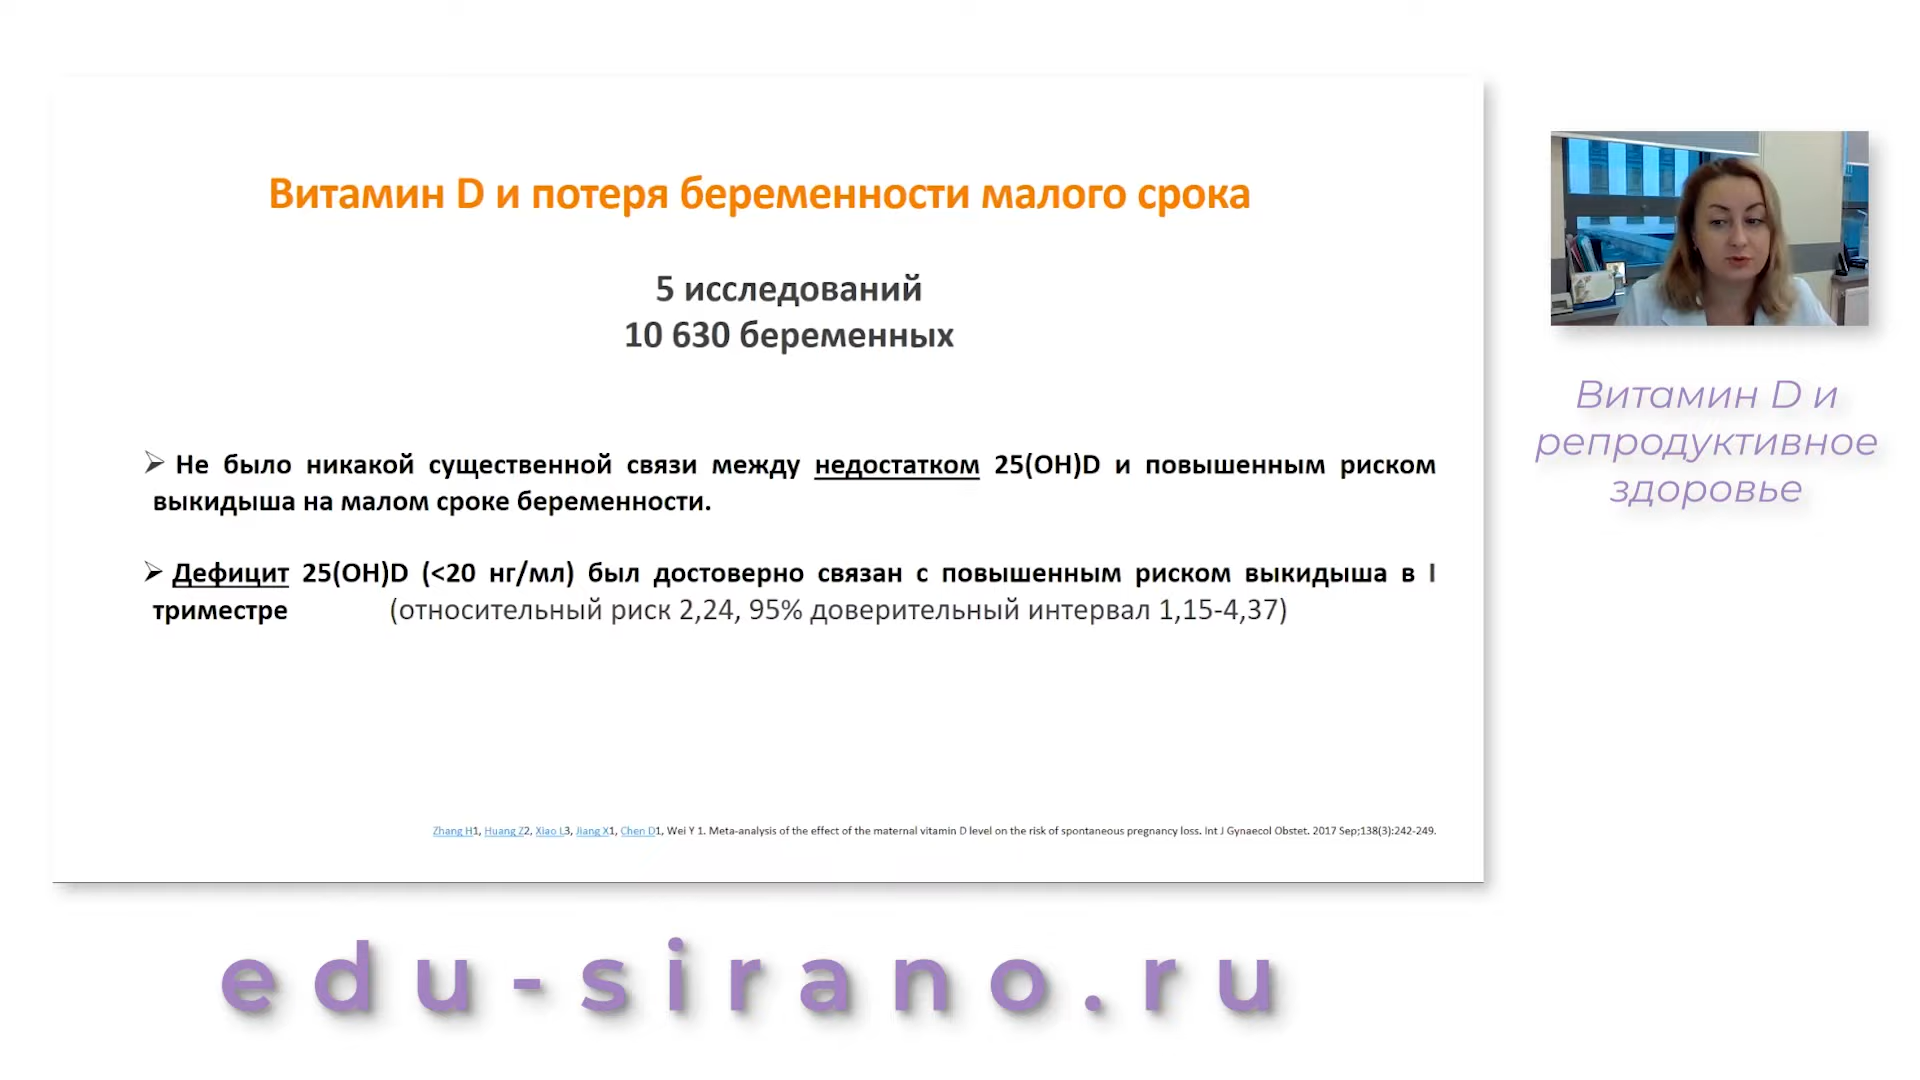 Витамин D и потеря беременности малого срока
5 исследований
10 630 беременных
Не было никакой существенной связи между недостатком 25(OH)D и повышенным риском
выкидыша на малом сроке беременности.
Дефицит 25(OH)D (<20 нг/мл) был достоверно связан с повышенным риском выкидыша в I
триместре (относительный риск 2,24, 95% доверительный интервал 1,15-4,37)
Zhang H1, Huang Z2, Xiao L3, Jiang X1, Chen D1, Wei Y 1. Meta-analysis of the effect of the maternal vitamin D level on the risk of spontaneous pregnancy loss. Int J Gynaecol Obstet. 2017 Sep;138(3):242-249.
Витамин D и
репродуктивное
здоровье
edu-sirano.ru